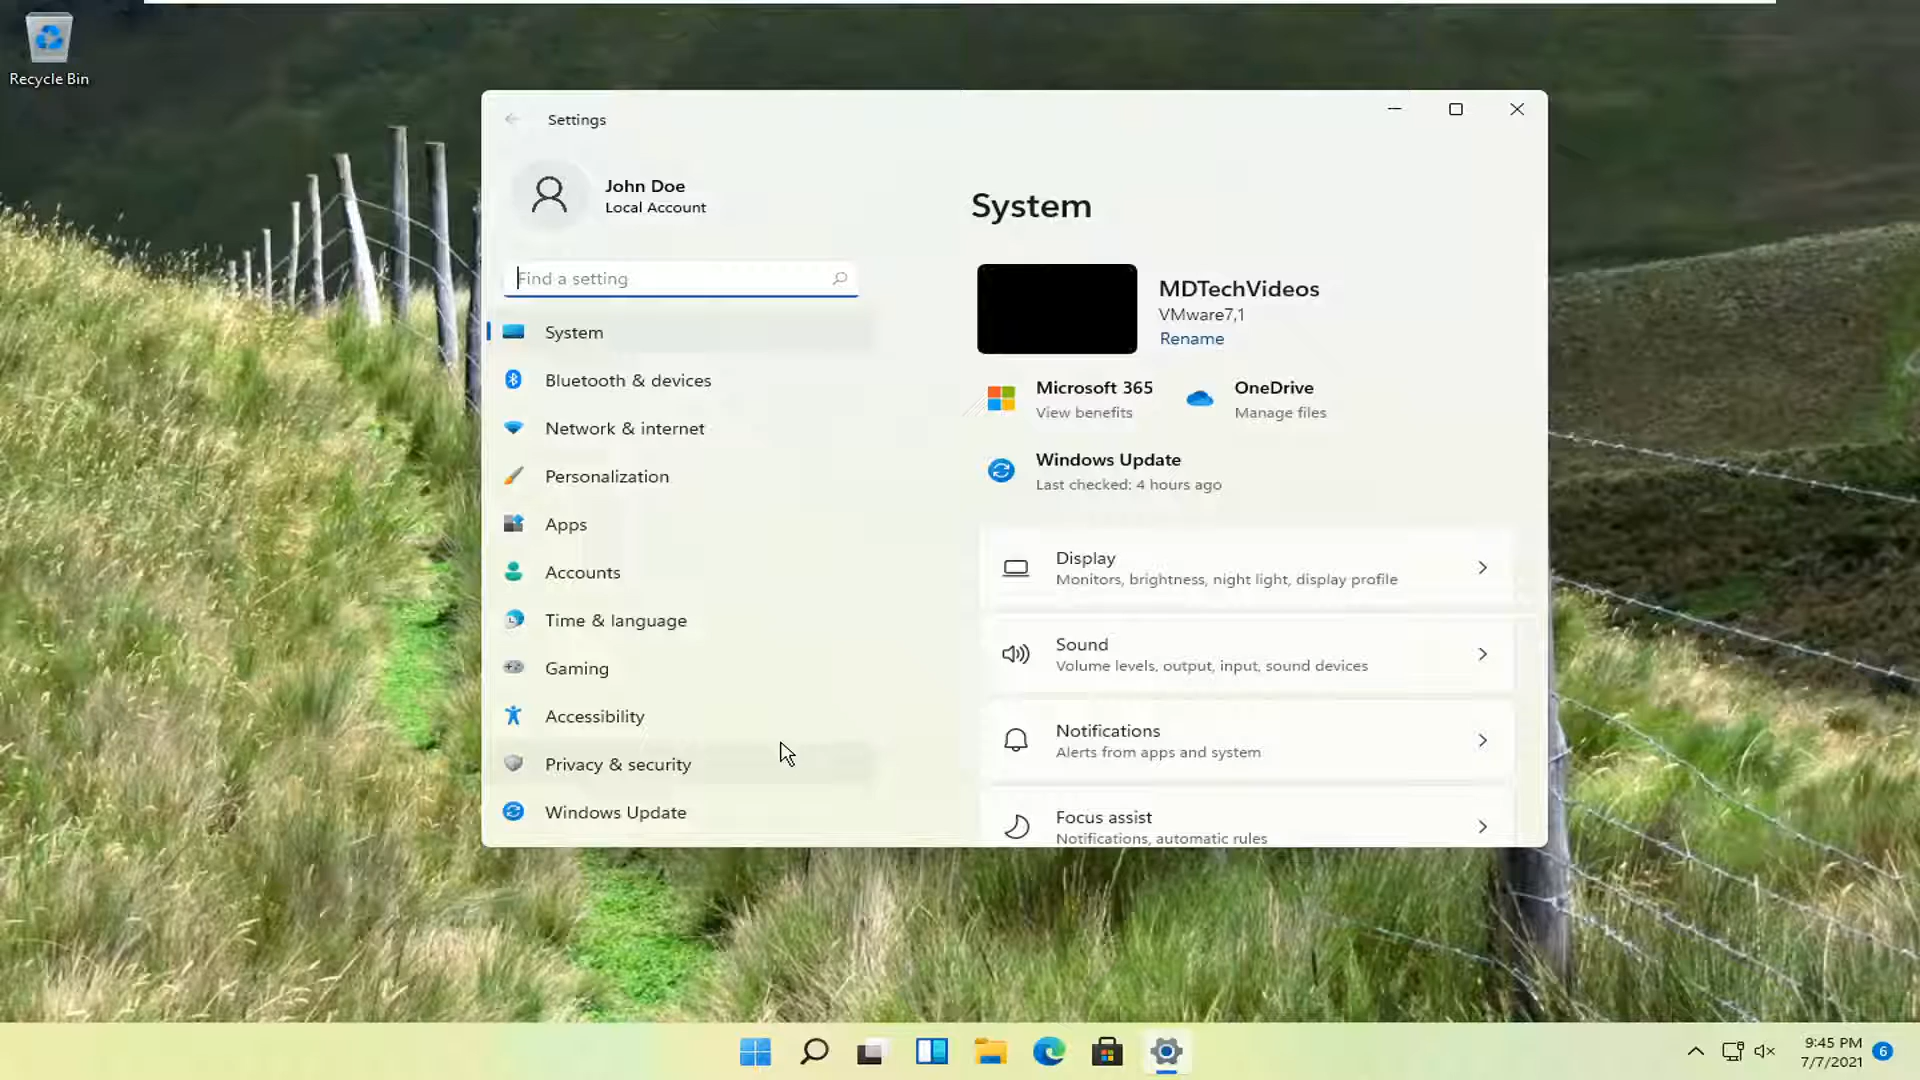 Recycle Bin
Settings
John Doe
Local Account
Find a setting
System
Bluetooth & devices
Network & internet
Personalization
Apps
Accounts
Time & language
Gaming
Accessibility
Privacy & security
Windows Update
System
MDTechVideos
VMware7,1
Rename
Microsoft 365
View benefits
OneDrive
Manage files
Windows Update
Last checked: 4 hours ago
Display
Monitors, brightness, night light, display profile
Sound
Volume levels, output, input, sound devices
Notifications
Alerts from apps and system
Focus assist
Notifications, automatic rules
9:45 PM
7/7/2021
6